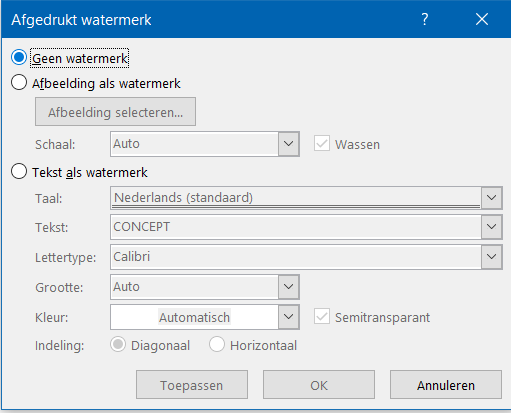 Afgedrukt watermerk ?
Geen watermerk
Afbeelding als watermerk
Afbeelding selecteren...
Schaal: Auto Wassen
Tekst als watermerk
Taal: Nederlands (standaard)
Tekst: CONCEPT
Lettertype: Calibri
Grootte: Auto
Kleur: Automatisch Semitransparant
Indeling: Diagonaal Horizontaal
Toepassen OK Annuleren